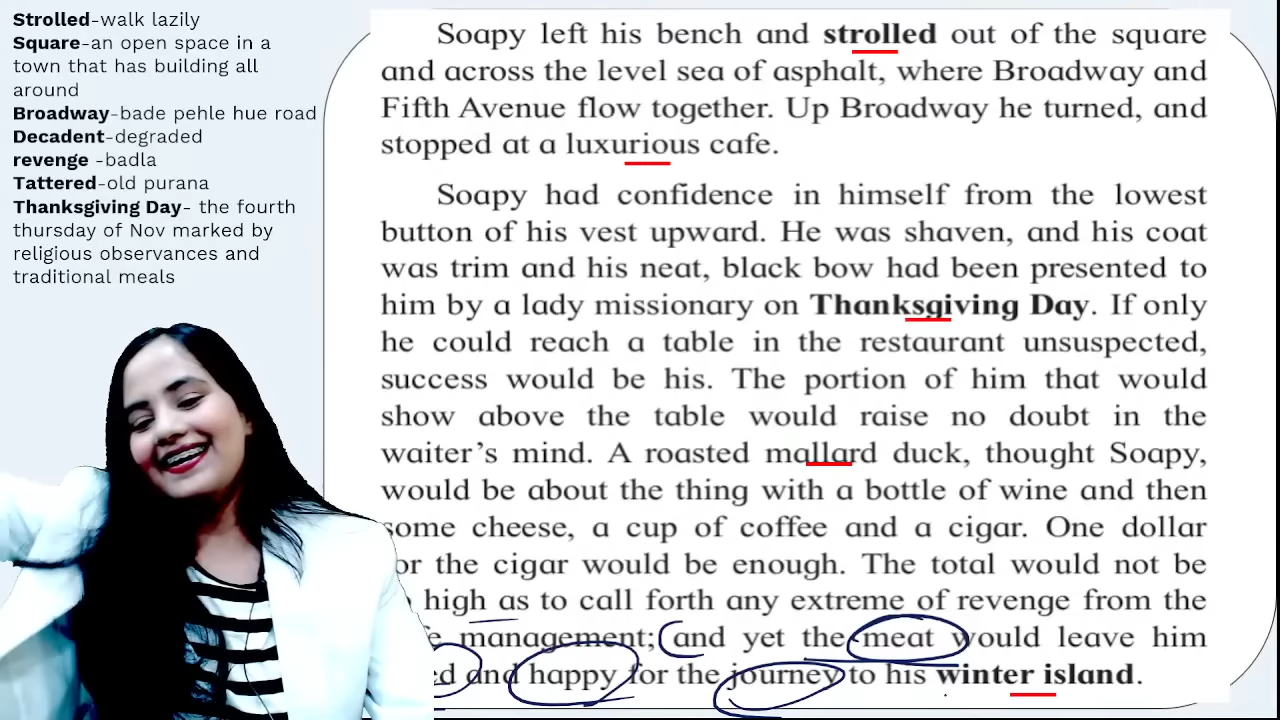 Strolled-walk lazily
Square-an open space in a
town that has building all
around
Broadway-bade pehle hue road
Decadent-degraded
revenge -badla
Tattered-old purana
Thanksgiving Day- the fourth
thursday of Nov marked by
religious observances and
traditional meals
Soapy left his bench and strolled out of the square
and across the level sea of asphalt, where Broadway and
Fifth Avenue flow together. Up Broadway he turned, and
stopped at a luxurious cafe.
Soapy had confidence in himself from the lowest
button of his vest upward. He was shaven, and his coat
was trim and his neat, black bow had been presented to
him by a lady missionary on Thanksgiving Day. If only
he could reach a table in the restaurant unsuspected,
success would be his. The portion of him that would
show above the table would raise no doubt in the
waiter's mind. A roasted mallard duck, thought Soapy,
would be about the thing with a bottle of wine and then
some cheese, a cup of coffee and a cigar. One dollar
the cigar would be enough. The total would not be
high as to call forth any extreme of revenge from the
management; and yet the meat would leave him
and happy for the journey to his winter island.